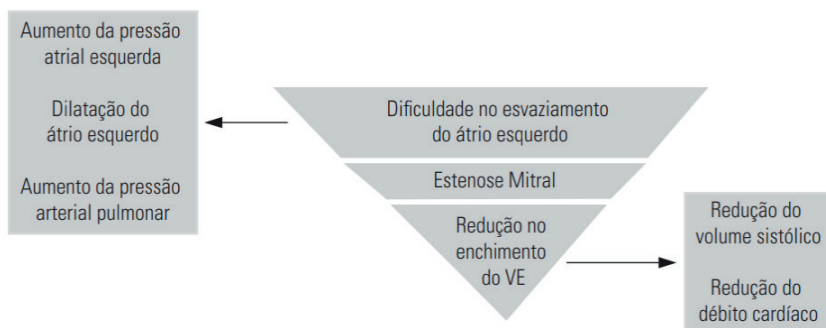 Aumento da pressão
atrial esquerda
Dilatação do
átrio esquerdo
Aumento da pressão
arterial pulmonar
Dificuldade no esvaziamento
do átrio esquerdo
Estenose Mitral
Redução no
enchimento
do VE
Redução do
volume sistólico
Redução do
débito cardíaco